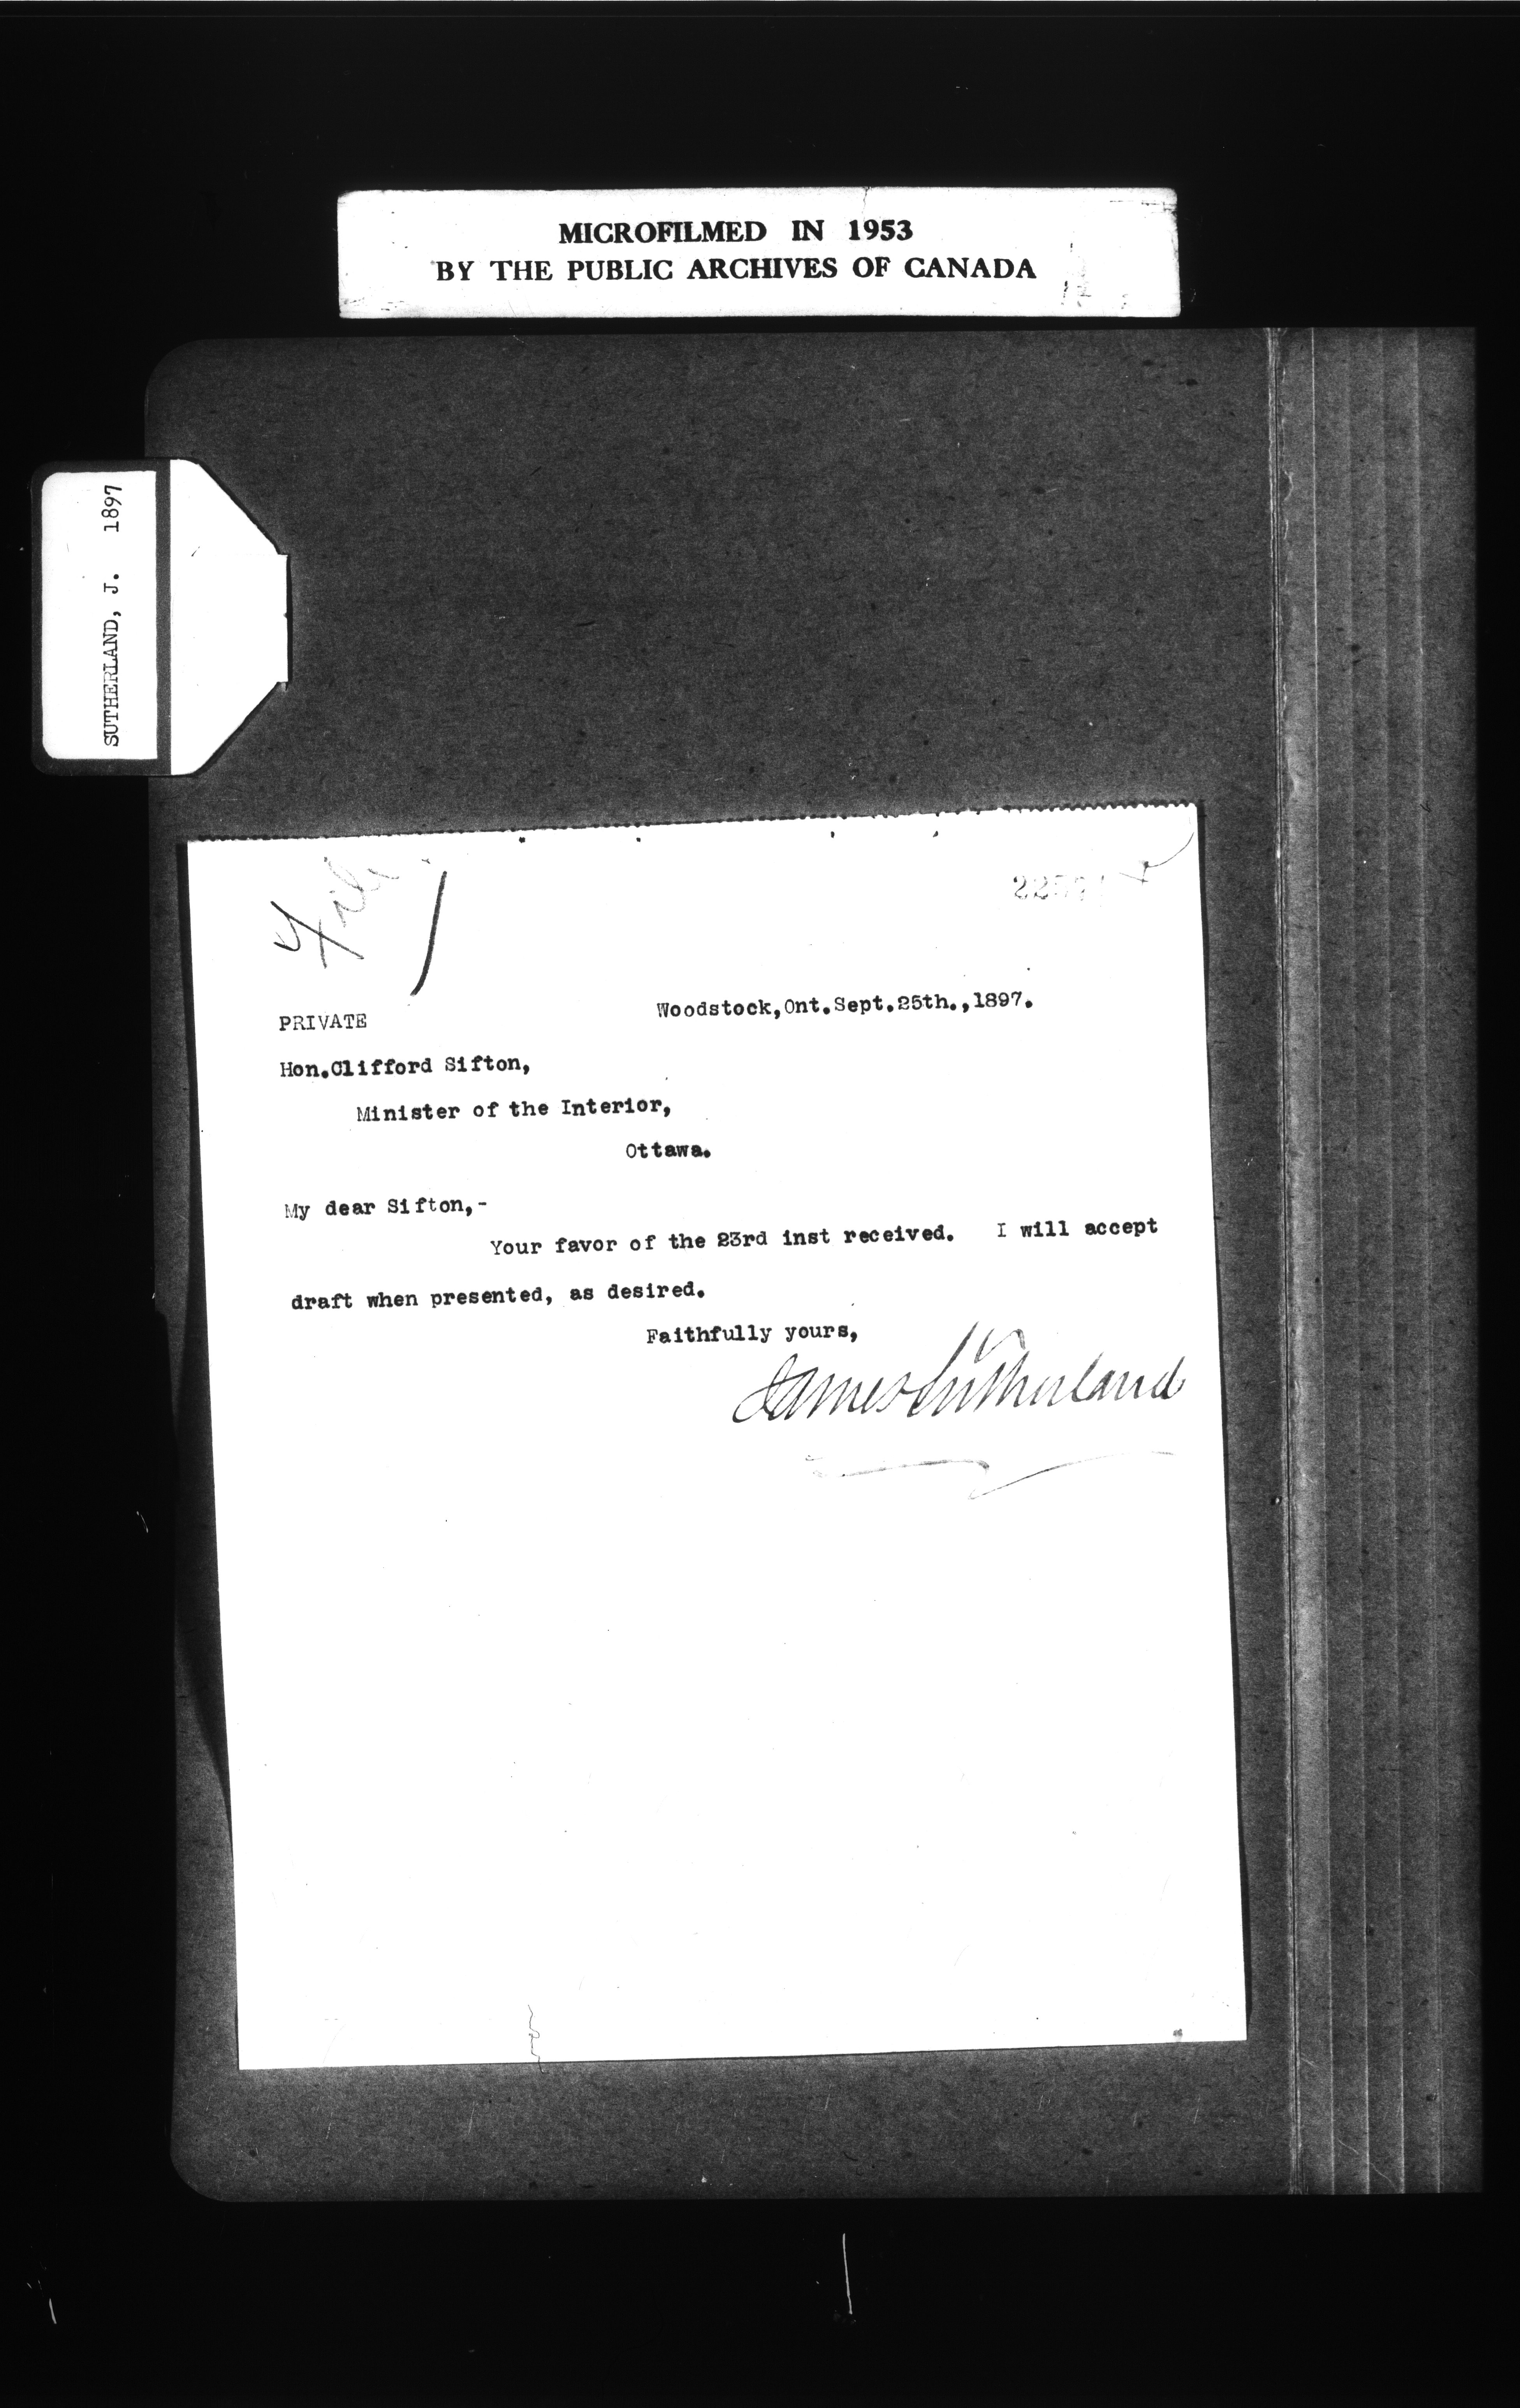 MICROFILMED IN 1953
BY THE PUBLIC ARCHIVES OF CANADA
SUTHERLAND, J. 1897
File
Woodstock,Ont.Sept.25th.,1897.
PRIVATE
Hon.Clifford Sifton,
Minister of the Interior,
Ottawa.
My dear Sifton,-
Your favor of the 23rd inst received. I will accept
draft when presented, as desired.
Faithfully yours,
James Sutherland